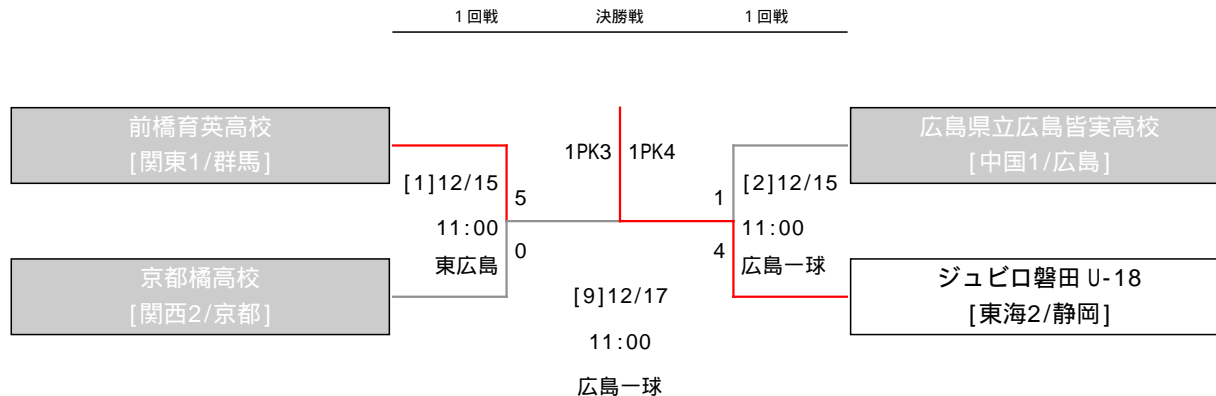 1回戦 決勝戦 1回戦
前橋育英高校
[関東1/群馬]
広島県立広島皆実高校
[中国1/広島]
1PK3 1PK4
[1]12/15
5
11:00
東広島
0
1
[2]12/15
11:00
4
広島一球
京都橘高校
[関西2/京都]
ジュビロ磐田U-18
[東海2/静岡]
[9]12/17
11:00
広島一球